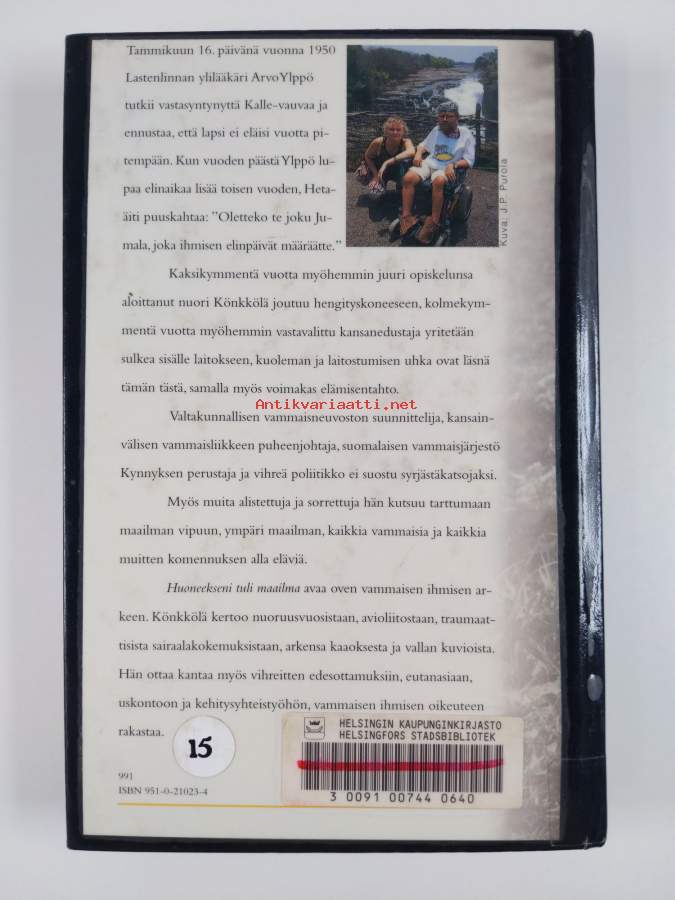 Tammikuun 16. päivänä vuonna 1950
Lastenlinnan ylilääkäri Arvo Ylppö
tutkii vastasyntynyttä Kalle-vauvaa ja
ennustaa, että lapsi ei eläisi vuotta pi-
tempään. Kun vuoden päästä Ylppö lu-
paa elinaikaa lisää toisen vuoden, Heta-
äiti puuskahtaa: ”Oletteko te joku Ju-
mala, joka ihmisen elinpäivät määräätte.”
Kuva: J.P. Purola
Kaksikymmentä vuotta myöhemmin juuri opiskelunsa
aloittanut nuori Könkkölä joutuu hengityskoneeseen, kolmekym-
mentä vuotta myöhemmin vastavalittu kansanedustaja yritetään
sulkea sisälle laitokseen, kuoleman ja laitostumisen uhka ovat läsnä
tämän tästä, samalla myös voimakas elämisentahto.
Antikvariaatti.net
Valtakunnallisen vammaisneuvoston suunnittelija, kansain-
välisen vammaisliikkeen puheenjohtaja, suomalaisen vammaisjärjestö
Kynnyksen perustaja ja vihreä poliitikko ei suostu syrjästäkatsojaksi.
Myös muita alistettuja ja sorrettuja hän kutsuu tarttumaan
maailman vipuun, ympäri maailman, kaikkia vammaisia ja kaikkia
muitten komennuksen alla eläviä.
Huoneekseni tuli maailma avaa oven vammaisen ihmisen ar-
keen. Könkkölä kertoo nuoruusvuosistaan, avioliitostaan, traumaat-
tisista sairaalakokemuksistaan, arkensa kaaoksesta ja vallan kuvioista.
Hän ottaa kantaa myös vihreitten edesottamuksiin, eutanasiaan,
uskontoon ja kehitysyhteistyöhön, vammaisen ihmisen oikeuteen
rakastaa.
15
HELSINGIN KAUPUNGINKIRJASTO
HELSINGFORS STADSBIBLIOTEK
3 0091 00744 0640
991
ISBN 951-0-21023-4